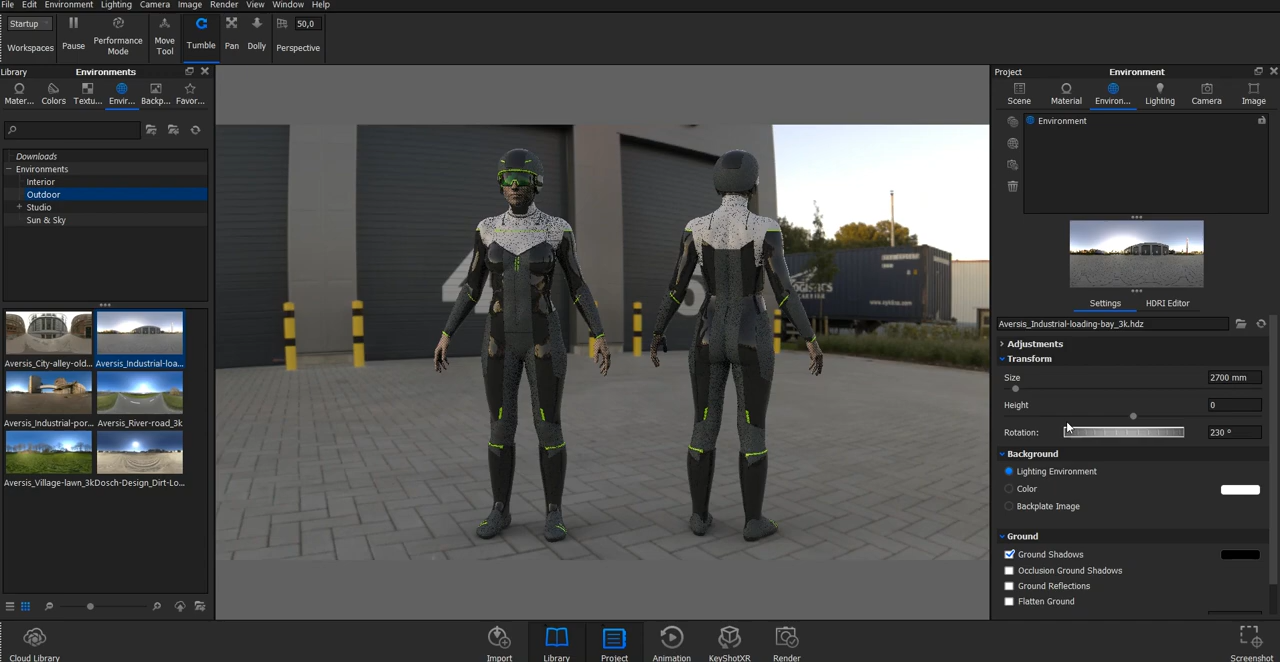 File Edit Environment Lighting Camera Image Render View Window Help
Startup 50,0
Workspaces Pause Performance Mode Move Tool Tumble Pan Dolly Perspective
Library Environments
Mater... Colors Textu... Envir... Backp... Favor...
Downloads
Environments
Interior
Outdoor
Studio
Sun & Sky
Aversis_City-alley-old... Aversis_Industrial-loa...
Aversis_Industrial-por... Aversis_River-road_3k
Aversis_Village-lawn_3k Dosch-Design_Dirt-Lo...
Project Environment
Scene Material Environ... Lighting Camera Image
Environment
Settings HDRI Editor
Aversis_Industrial-loading-bay_3k.hdz
Adjustments
Transform
Size 2700 mm
Height 0
Rotation: 230 °
Background
Lighting Environment
Color
Backplate Image
Ground
Ground Shadows
Occlusion Ground Shadows
Ground Reflections
Flatten Ground
Cloud Library Import Library Project Animation KeyShotXR Render Screenshot